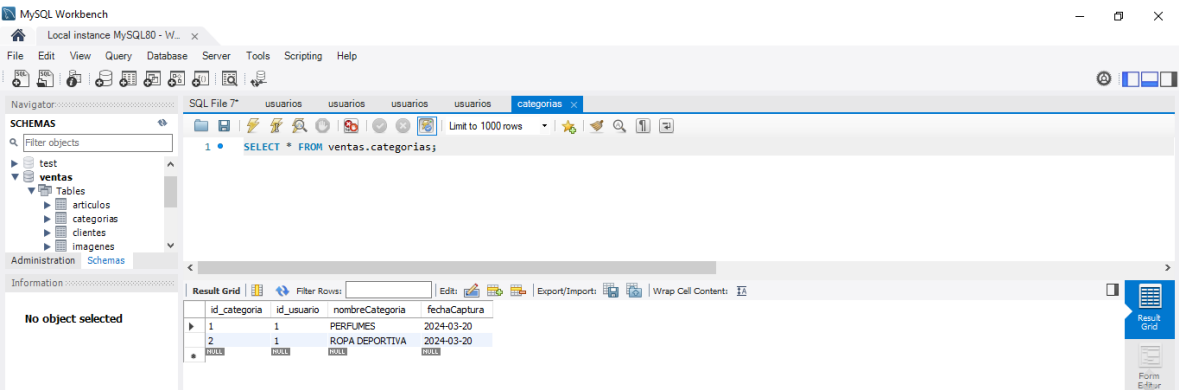 MySQL Workbench
Local instance MySQL80 - W... ×
File Edit View Query Database Server Tools Scripting Help
Navigator
SCHEMAS
Filter objects
test
ventas
Tables
articulos
categorias
clientes
imagenes
Administration Schemas
Information
No object selected
SQL File 7* usuarios usuarios usuarios usuarios categorias ×
Limit to 1000 rows
1 SELECT * FROM ventas.categorias;
Result Grid Filter Rows: Edit: Export/Import: Wrap Cell Content:
id_categoria id_usuario nombreCategoria fechaCaptura
1 1 PERFUMES 2024-03-20
2 1 ROPA DEPORTIVA 2024-03-20
NULL NULL NULL NULL
Result
Grid
Form
Editor